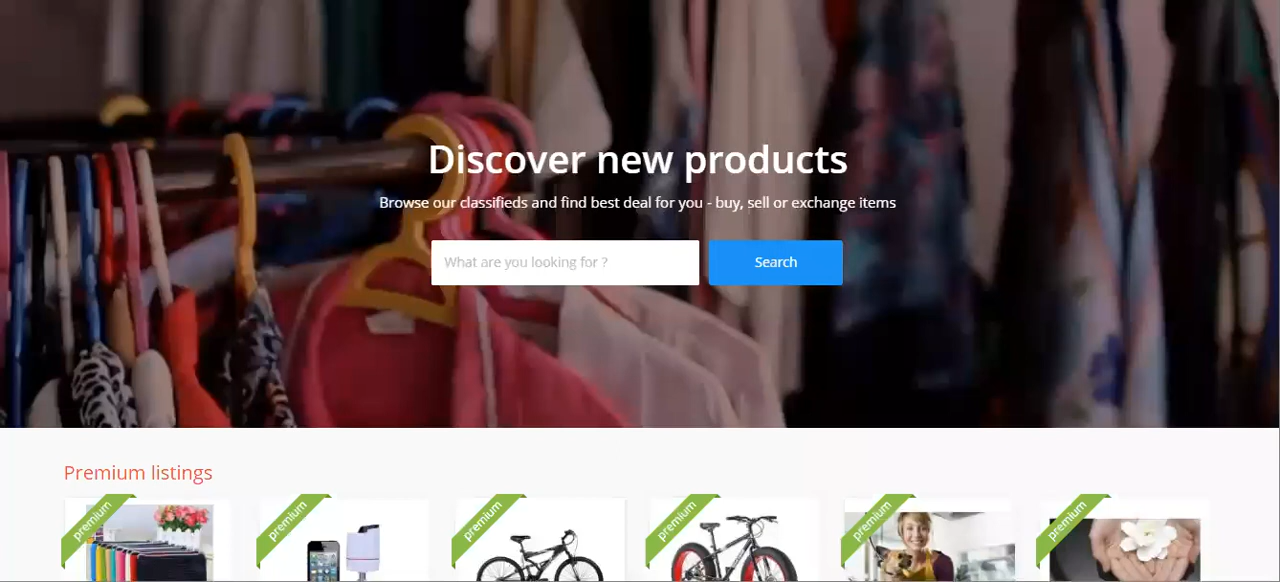 Discover new products
Browse our classifieds and find best deal for you - buy, sell or exchange items
What are you looking for ?
Search
Premium listings
premium
premium
premium
premium
premium
premium